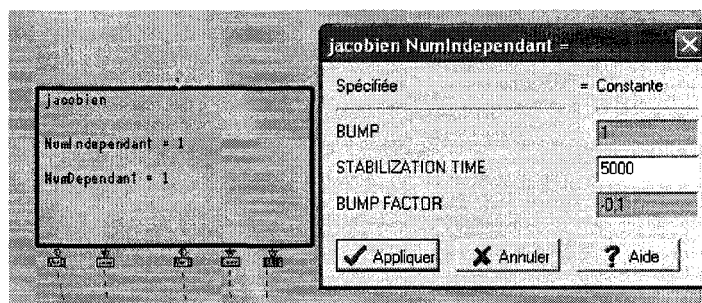 jacobien
NumIndependant = 1
NumDependant = 1
jacobien NumIndependant =
Spécifiée = Constante
BUMP 1
STABILIZATION TIME 5000
BUMP FACTOR -0,1
Appliquer Annuler ? Aide